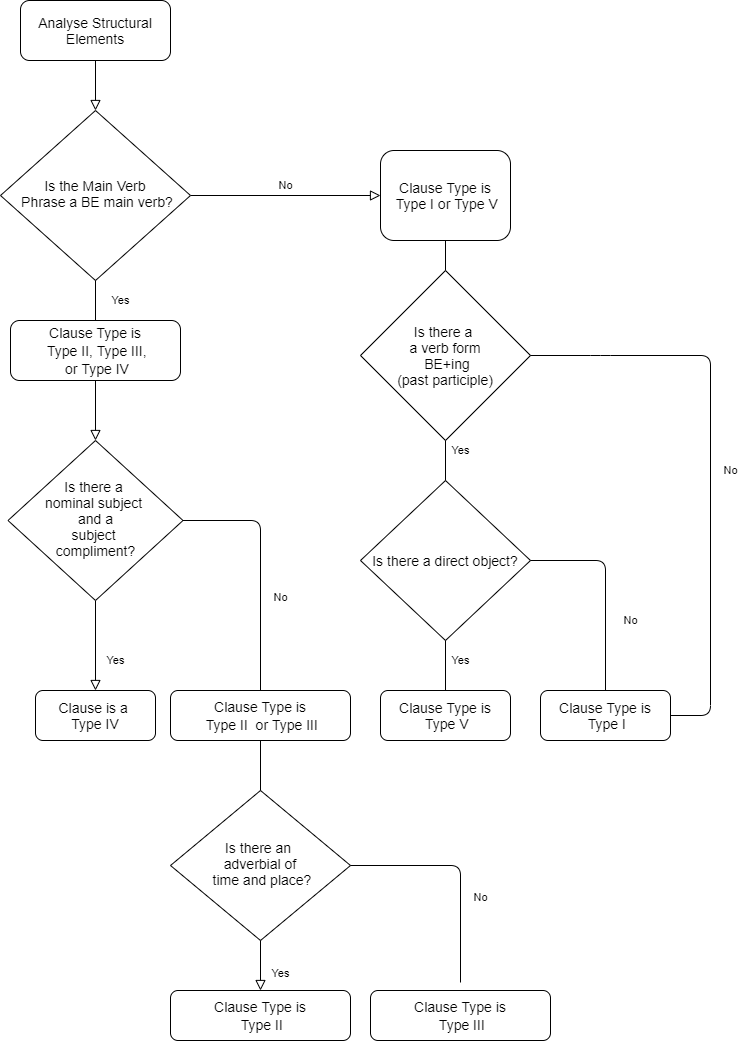 Analyse Structural
Elements
Is the Main Verb
Phrase a BE main verb?
No
Clause Type is
Type I or Type V
Yes
Clause Type is
Type II, Type III,
or Type IV
Is there a
a verb form
BE+ing
(past participle)
Yes
No
Is there a
nominal subject
and a
subject
compliment?
No
Yes
Is there a direct object?
No
Yes
Clause is a
Type IV
Clause Type is
Type II or Type III
Clause Type is
Type V
Clause Type is
Type I
Is there an
adverbial of
time and place?
No
Yes
Clause Type is
Type II
Clause Type is
Type III